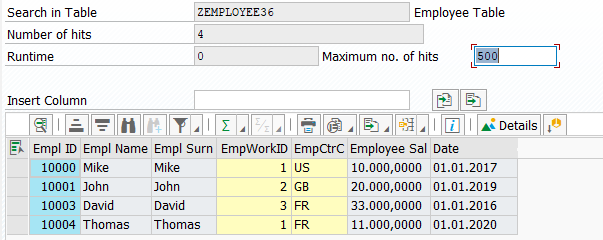 Search in Table ZEMPLOYEE36 Employee Table
Number of hits 4
Runtime 0 Maximum no. of hits 500
Insert Column
Σ Details
Empl ID Empl Name Empl Surn EmpWorkID EmpCtrC Employee Sal Date
10000 Mike Mike 1 US 10.000,0000 01.01.2017
10001 John John 2 GB 20.000,0000 01.01.2019
10003 David David 3 FR 33.000,0000 01.01.2016
10004 Thomas Thomas 1 FR 11.000,0000 01.01.2020